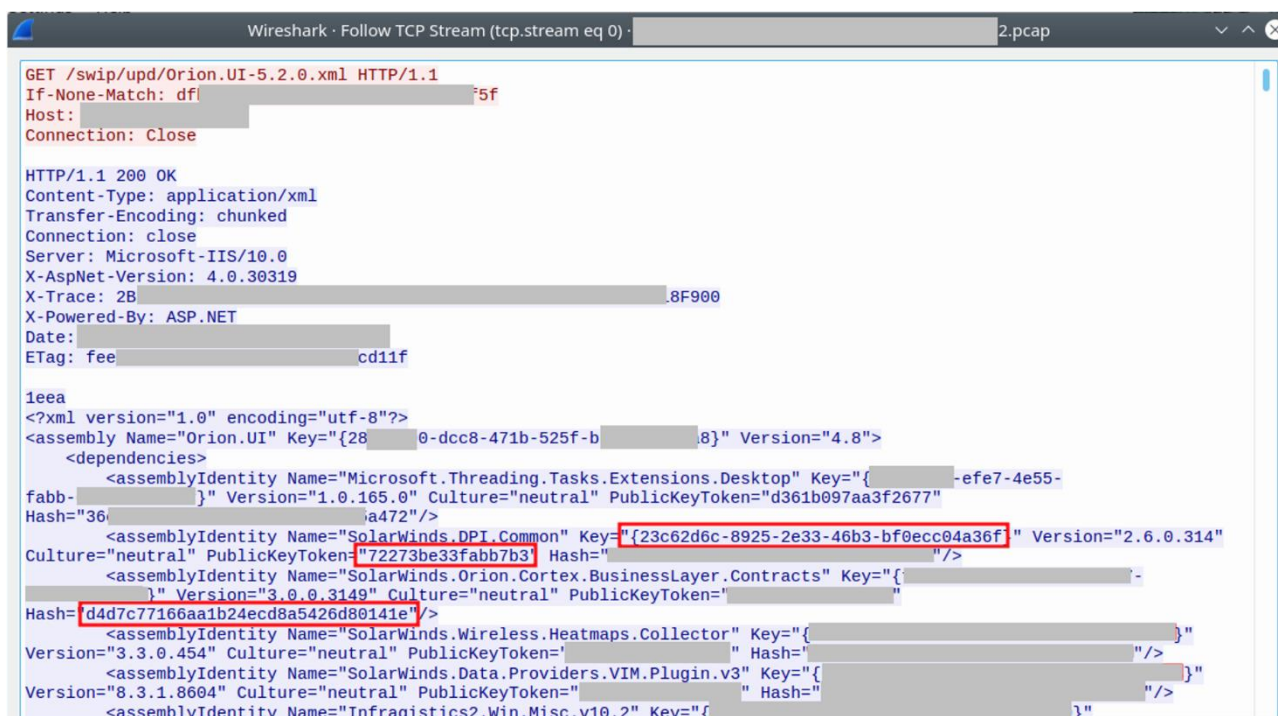 Wireshark · Follow TCP Stream (tcp.stream eq 0) · 2.pcap
GET /swip/upd/Orion.UI-5.2.0.xml HTTP/1.1
If-None-Match: df 5f
Host:
Connection: Close
HTTP/1.1 200 OK
Content-Type: application/xml
Transfer-Encoding: chunked
Connection: close
Server: Microsoft-IIS/10.0
X-AspNet-Version: 4.0.30319
X-Trace: 2B 8F900
X-Powered-By: ASP.NET
Date:
ETag: fee cd11f
1eea
<?xml version="1.0" encoding="utf-8"?>
<assembly Name="Orion.UI" Key="{28 0-dcc8-471b-525f-b 8}" Version="4.8">
<dependencies>
<assemblyIdentity Name="Microsoft.Threading.Tasks.Extensions.Desktop" Key="{ -efe7-4e55-
fabb- }" Version="1.0.165.0" Culture="neutral" PublicKeyToken="d361b097aa3f2677"
Hash="36 a472"/>
<assemblyIdentity Name="SolarWinds.DPI.Common" Key="{23c62d6c-8925-2e33-46b3-bf0ecc04a36f}" Version="2.6.0.314"
Culture="neutral" PublicKeyToken="72273be33fabb7b3" Hash=" "/>
<assemblyIdentity Name="SolarWinds.Orion.Cortex.BusinessLayer.Contracts" Key="{ -
}" Version="3.0.0.3149" Culture="neutral" PublicKeyToken=" "
Hash="d4d7c77166aa1b24ecd8a5426d80141e"/>
<assemblyIdentity Name="SolarWinds.Wireless.Heatmaps.Collector" Key="{ }"
Version="3.3.0.454" Culture="neutral" PublicKeyToken=" " Hash=" "/>
<assemblyIdentity Name="SolarWinds.Data.Providers.VIM.Plugin.v3" Key="{ }"
Version="8.3.1.8604" Culture="neutral" PublicKeyToken=" " Hash=" "/>
<assemblyIdentity Name="Infragistics2.Win.Misc.v10.2" Key="{ }"